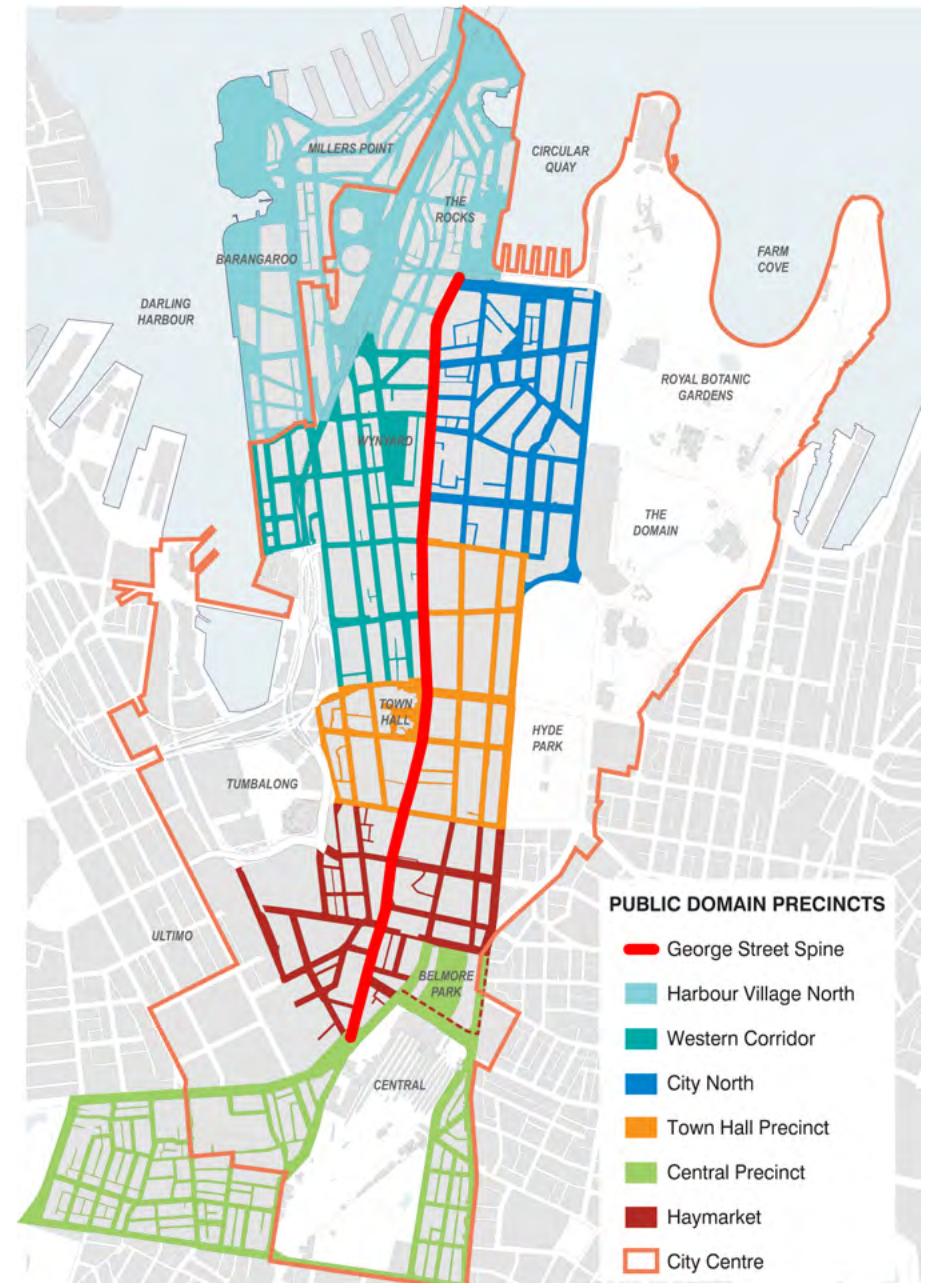 MILLERS POINT
CIRCULAR
QUAY
THE
ROCKS
BARANGAROO
FARM
COVE
DARLING
HARBOUR
ROYAL BOTANIC
GARDENS
WYNYARD
THE
DOMAIN
TOWN
HALL
HYDE
PARK
TUMBALONG
PUBLIC DOMAIN PRECINCTS
George Street Spine
Harbour Village North
Western Corridor
City North
Town Hall Precinct
Central Precinct
Haymarket
City Centre
ULTIMO
BELMORE
PARK
CENTRAL